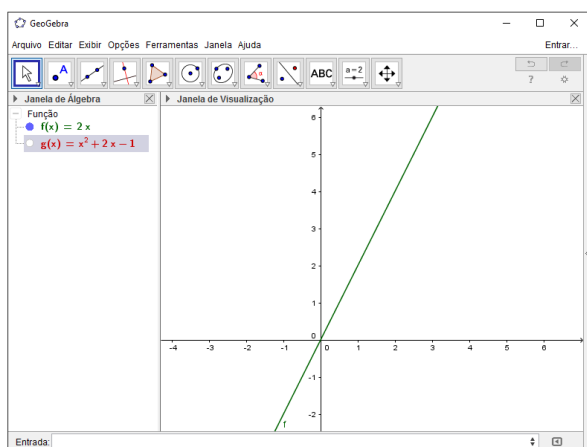 GeoGebra
Arquivo Editar Exibir Opções Ferramentas Janela Ajuda Entrar...
A α ABC a=2 ?
Janela de Álgebra
Janela de Visualização
Função
f(x) = 2 x
g(x) = x² + 2 x − 1
6
5
4
3
2
1
0
-4 -3 -2 -1 0 1 2 3 4 5 6
-1
-2
f
Entrada: